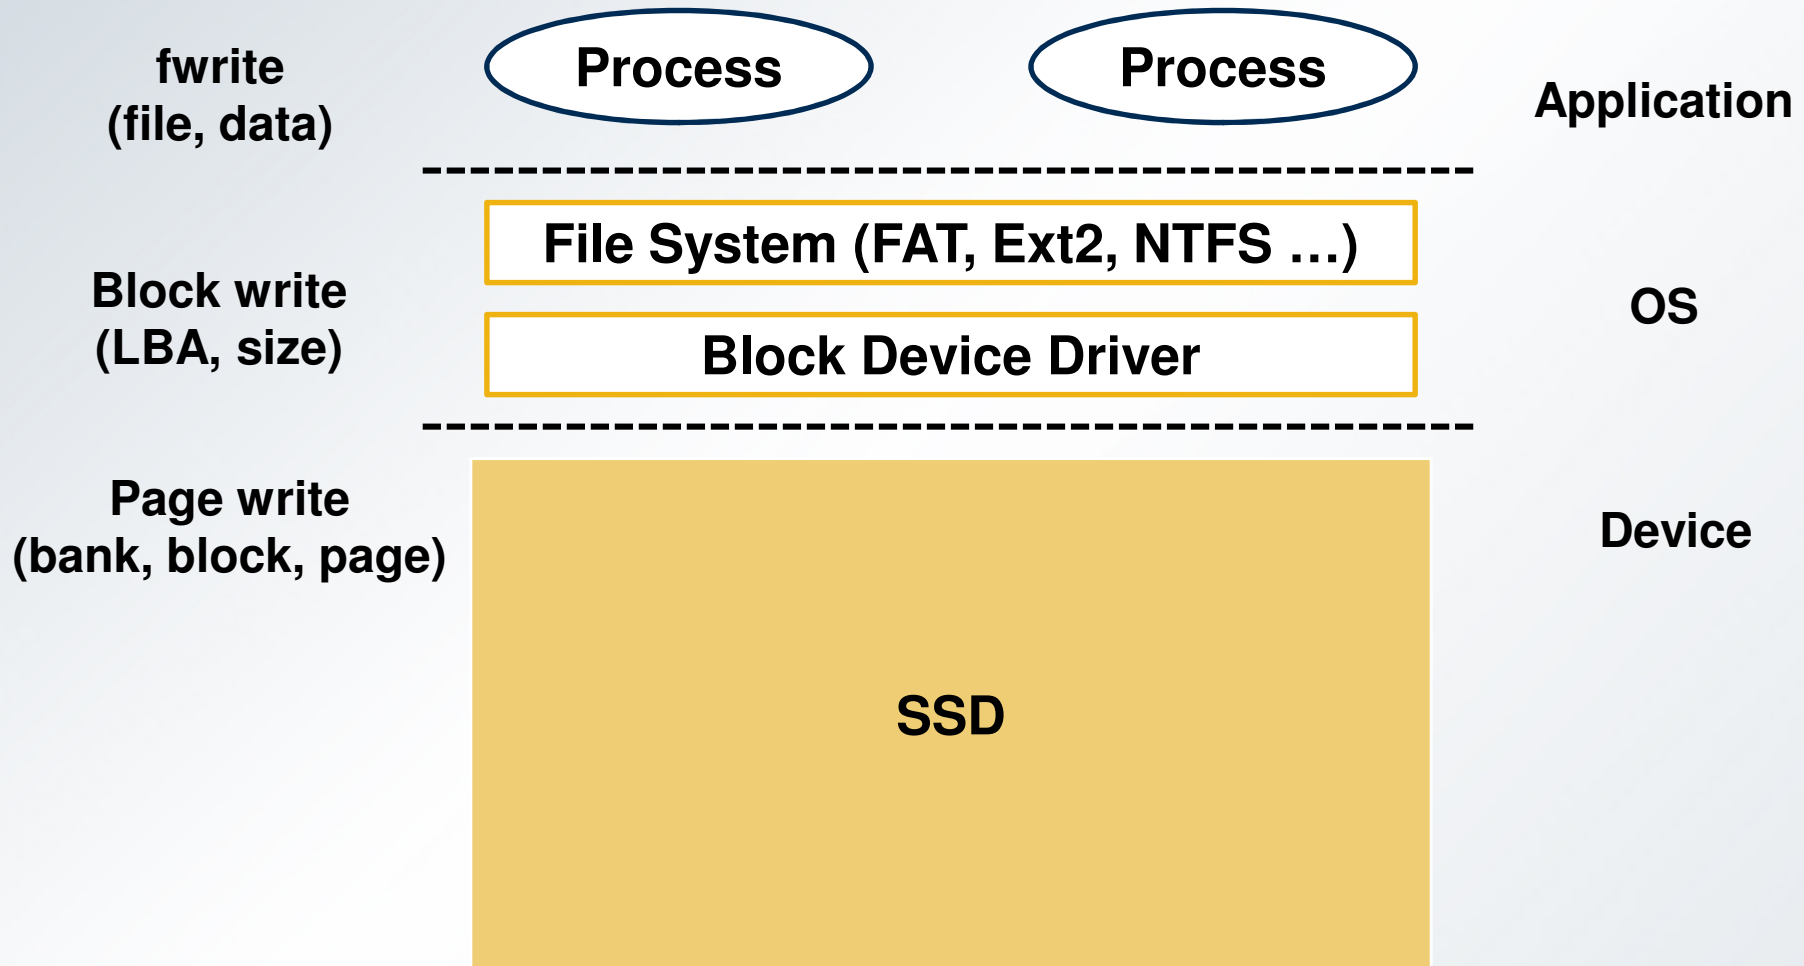 fwrite
(file, data)
Process
Process
Application
File System (FAT, Ext2, NTFS …)
Block write
(LBA, size)
Block Device Driver
OS
Page write
(bank, block, page)
SSD
Device